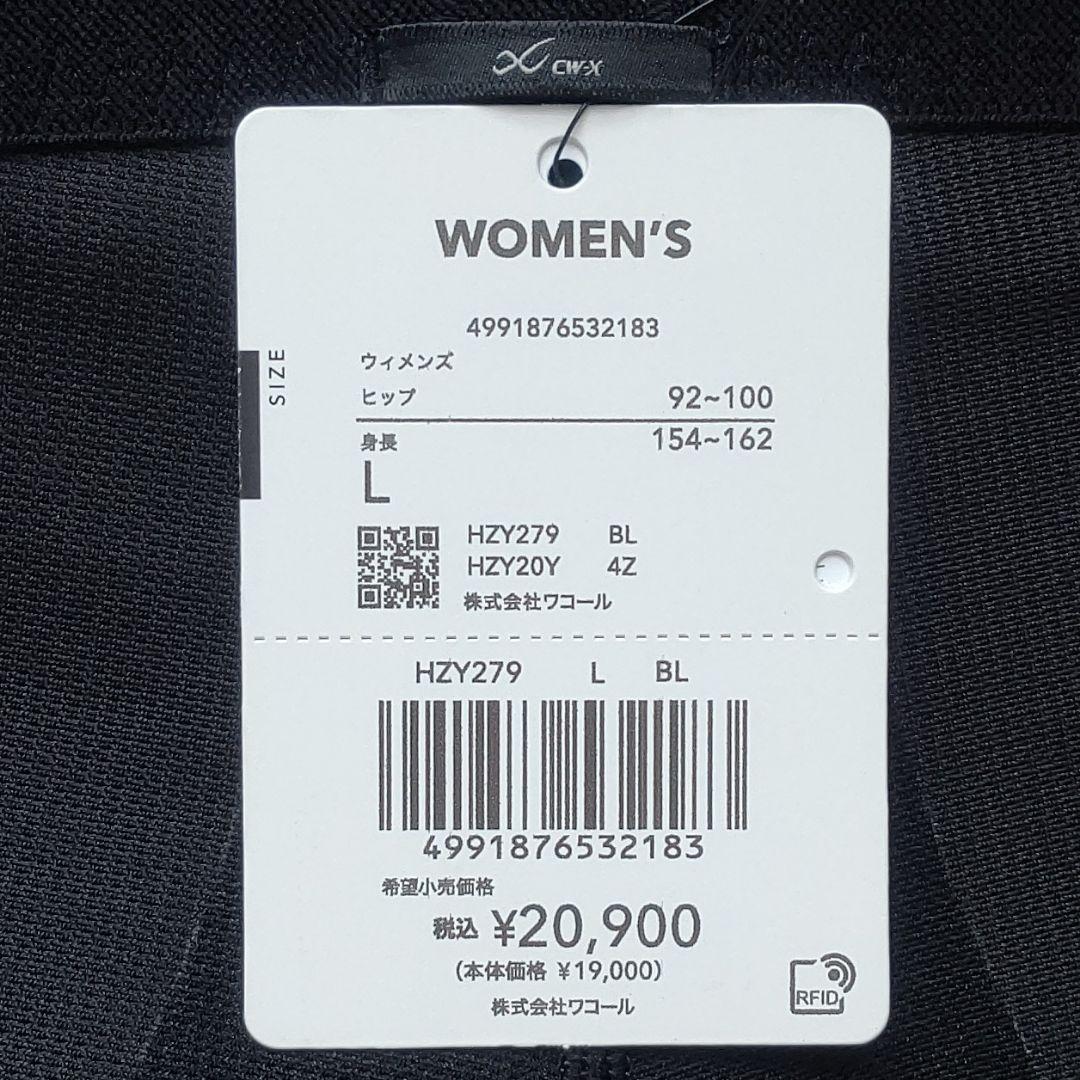 CW-X
WOMEN'S
4991876532183
SIZE
ウィメンズ
ヒップ 92~100
身長 154~162
L
HZY279 BL
HZY20Y 4Z
株式会社ワコール
HZY279 L BL
4991876532183
希望小売価格
税込 ¥20,900
(本体価格 ¥19,000)
株式会社ワコール
RFID